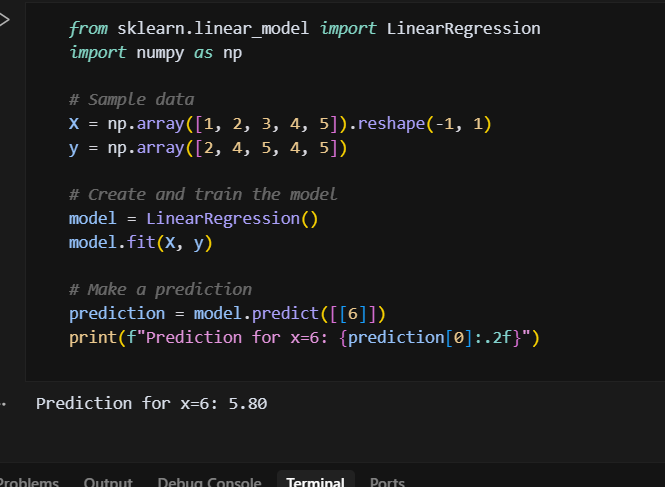 from sklearn.linear_model import LinearRegression
import numpy as np
# Sample data
X = np.array([1, 2, 3, 4, 5]).reshape(-1, 1)
y = np.array([2, 4, 5, 4, 5])
# Create and train the model
model = LinearRegression()
model.fit(X, y)
# Make a prediction
prediction = model.predict([[6]])
print(f"Prediction for x=6: {prediction[0]:.2f}")
Prediction for x=6: 5.80
Problems Output Debug Console Terminal Ports